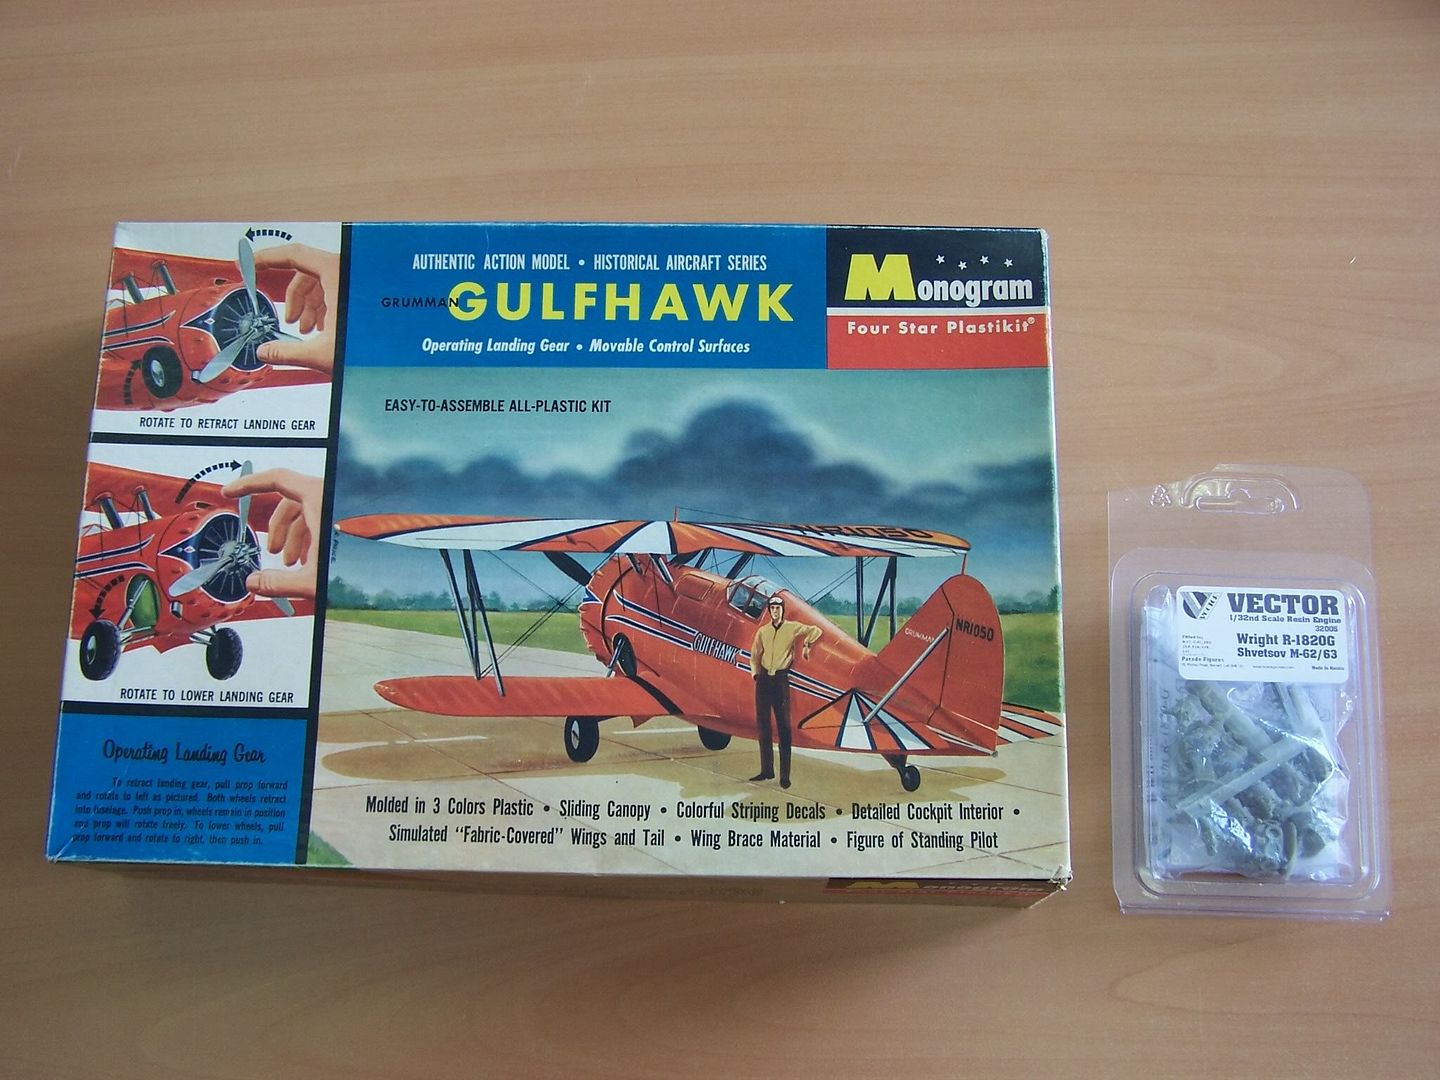 AUTHENTIC ACTION MODEL • HISTORICAL AIRCRAFT SERIES
GRUMMAN GULFHAWK
Operating Landing Gear • Movable Control Surfaces
Monogram
Four Star Plastikit®
EASY-TO-ASSEMBLE ALL-PLASTIC KIT
ROTATE TO RETRACT LANDING GEAR
ROTATE TO LOWER LANDING GEAR
NR1050
GRUMMAN
NR1050
GULFHAWK
Operating Landing Gear
To retract landing gear, pull prop forward
and rotate to left as pictured. Both wheels retract
into fuselage. Push prop in, wheels remain in position
and prop will rotate freely. To lower wheels, pull
prop forward and rotate to right, then push in.
Molded in 3 Colors Plastic • Sliding Canopy • Colorful Striping Decals • Detailed Cockpit Interior •
Simulated "Fabric-Covered" Wings and Tail • Wing Brace Material • Figure of Standing Pilot
Monogram
VECTOR
VECTOR
1/32nd Scale Resin Engine
32005
Wright R-1820G
Shvetsov M-62/63
Parade Figures
Made in Russia